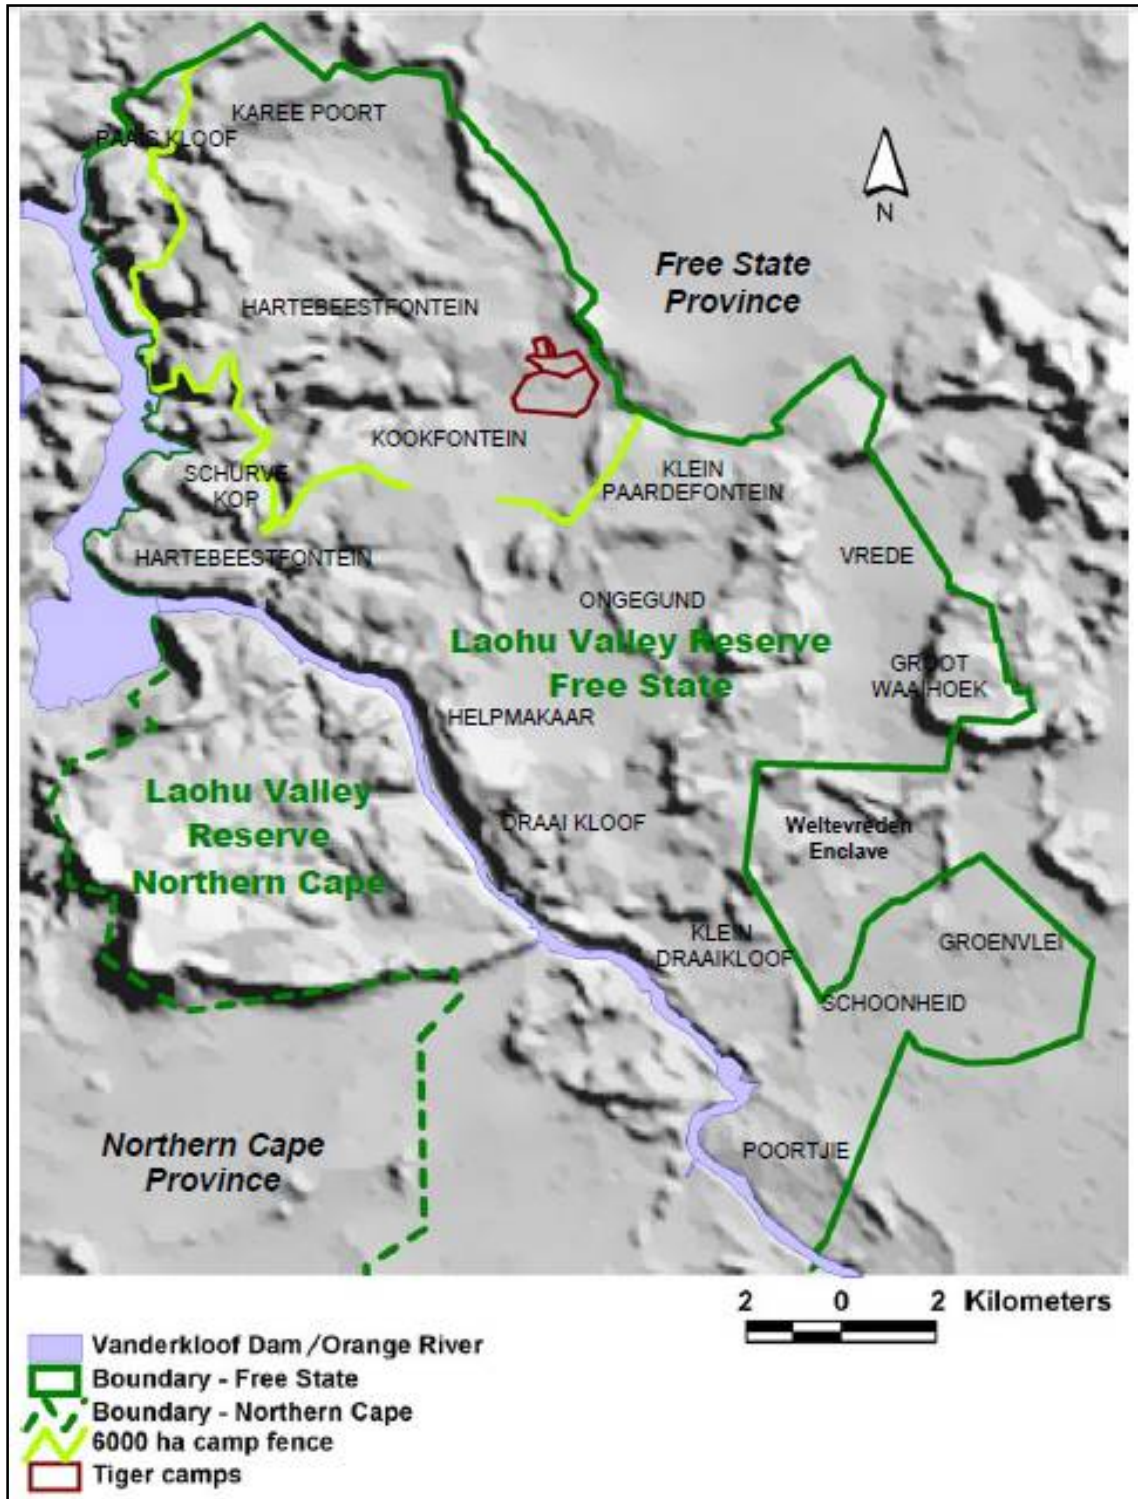 KAREE POORT
PAAIS KLOOF
N
Free State
Province
HARTEBEESTFONTEIN
KOOKFONTEIN
SCHURVE
KOP
KLEIN
PAARDEFONTEIN
HARTEBEESTFONTEIN
VREDE
ONGEGUND
Laohu Valley Reserve
Free State
GROOT
WAAIHOEK
HELPMAKAAR
Laohu Valley
Reserve
Northern Cape
DRAAI KLOOF
Weltevreden
Enclave
KLEIN
DRAAIKLOOF
GROENVLEI
SCHOONHEID
Northern Cape
Province
POORTJIE
2 0 2 Kilometers
Vanderkloof Dam /Orange River
Boundary - Free State
Boundary - Northern Cape
6000 ha camp fence
Tiger camps